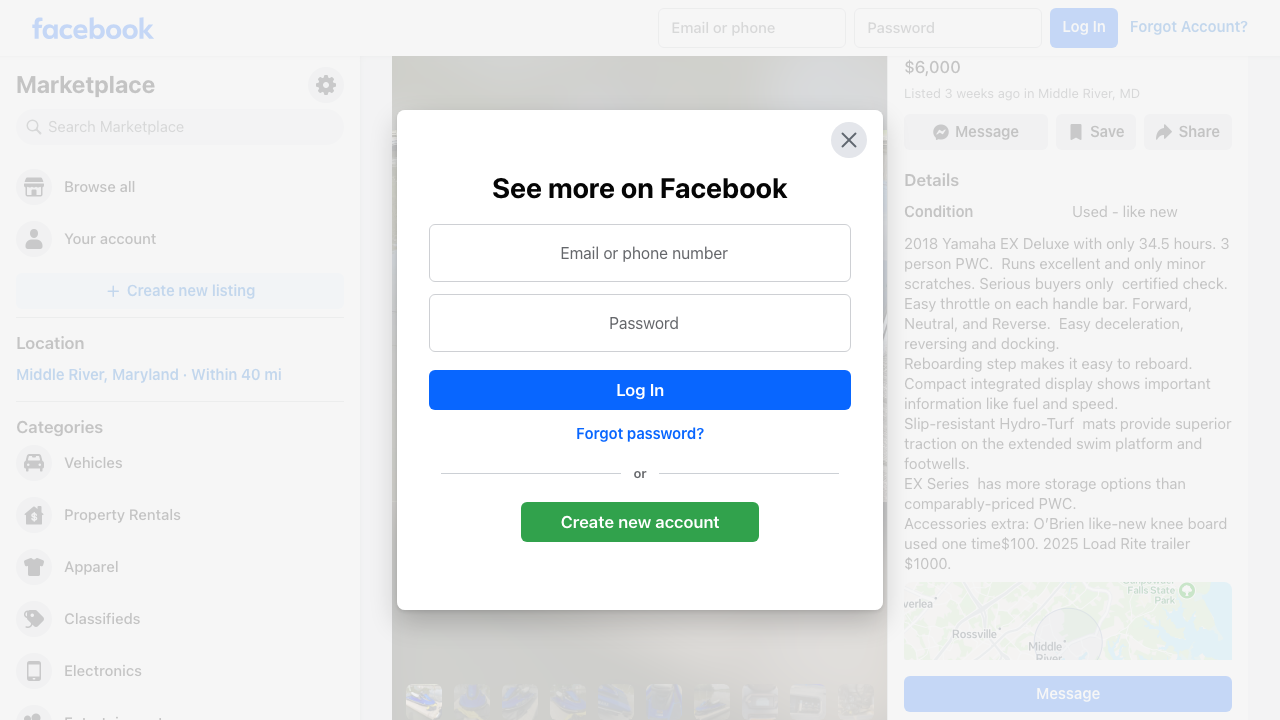 facebook
Email or phone
Password
Log In
Forgot Account?
Marketplace
Search Marketplace
Browse all
Your account
Create new listing
Location
Middle River, Maryland · Within 40 mi
Categories
Vehicles
Property Rentals
Apparel
Classifieds
Electronics
See more on Facebook
Email or phone number
Password
Log In
Forgot password?
or
Create new account
$6,000
Listed 3 weeks ago in Middle River, MD
Message
Save
Share
Details
Condition
Used - like new
2018 Yamaha EX Deluxe with only 34.5 hours. 3
person PWC.  Runs excellent and only minor
scratches. Serious buyers only  certified check.
Easy throttle on each handle bar. Forward,
Neutral, and Reverse.  Easy deceleration,
reversing and docking.
Reboarding step makes it easy to reboard.
Compact integrated display shows important
information like fuel and speed.
Slip-resistant Hydro-Turf  mats provide superior
traction on the extended swim platform and
footwells.
EX Series  has more storage options than
comparably-priced PWC.
Accessories extra: O’Brien like-new knee board
used one time$100. 2025 Load Rite trailer
$1000.
Falls State
Park
verlea
Rossville
Middle
River
Message